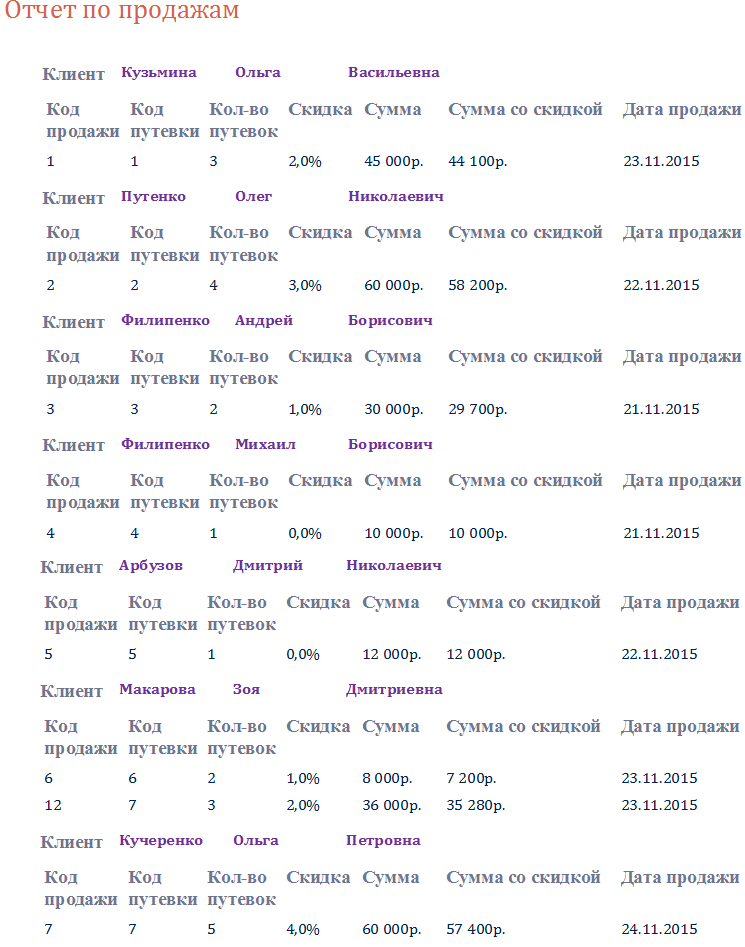 Отчет по продажам
Клиент Кузьмина Ольга Васильевна
Код Код Кол-во Скидка Сумма Сумма со скидкой Дата продажи
продажи путевки путевок
1 1 3 2,0% 45 000р. 44 100р. 23.11.2015
Клиент Путенко Олег Николаевич
Код Код Кол-во Скидка Сумма Сумма со скидкой Дата продажи
продажи путевки путевок
2 2 4 3,0% 60 000р. 58 200р. 22.11.2015
Клиент Филипенко Андрей Борисович
Код Код Кол-во Скидка Сумма Сумма со скидкой Дата продажи
продажи путевки путевок
3 3 2 1,0% 30 000р. 29 700р. 21.11.2015
Клиент Филипенко Михаил Борисович
Код Код Кол-во Скидка Сумма Сумма со скидкой Дата продажи
продажи путевки путевок
4 4 1 0,0% 10 000р. 10 000р. 21.11.2015
Клиент Арбузов Дмитрий Николаевич
Код Код Кол-во Скидка Сумма Сумма со скидкой Дата продажи
продажи путевки путевок
5 5 1 0,0% 12 000р. 12 000р. 22.11.2015
Клиент Макарова Зоя Дмитриевна
Код Код Кол-во Скидка Сумма Сумма со скидкой Дата продажи
продажи путевки путевок
6 6 2 1,0% 8 000р. 7 200р. 23.11.2015
12 7 3 2,0% 36 000р. 35 280р. 23.11.2015
Клиент Кучеренко Ольга Петровна
Код Код Кол-во Скидка Сумма Сумма со скидкой Дата продажи
продажи путевки путевок
7 7 5 4,0% 60 000р. 57 400р. 24.11.2015